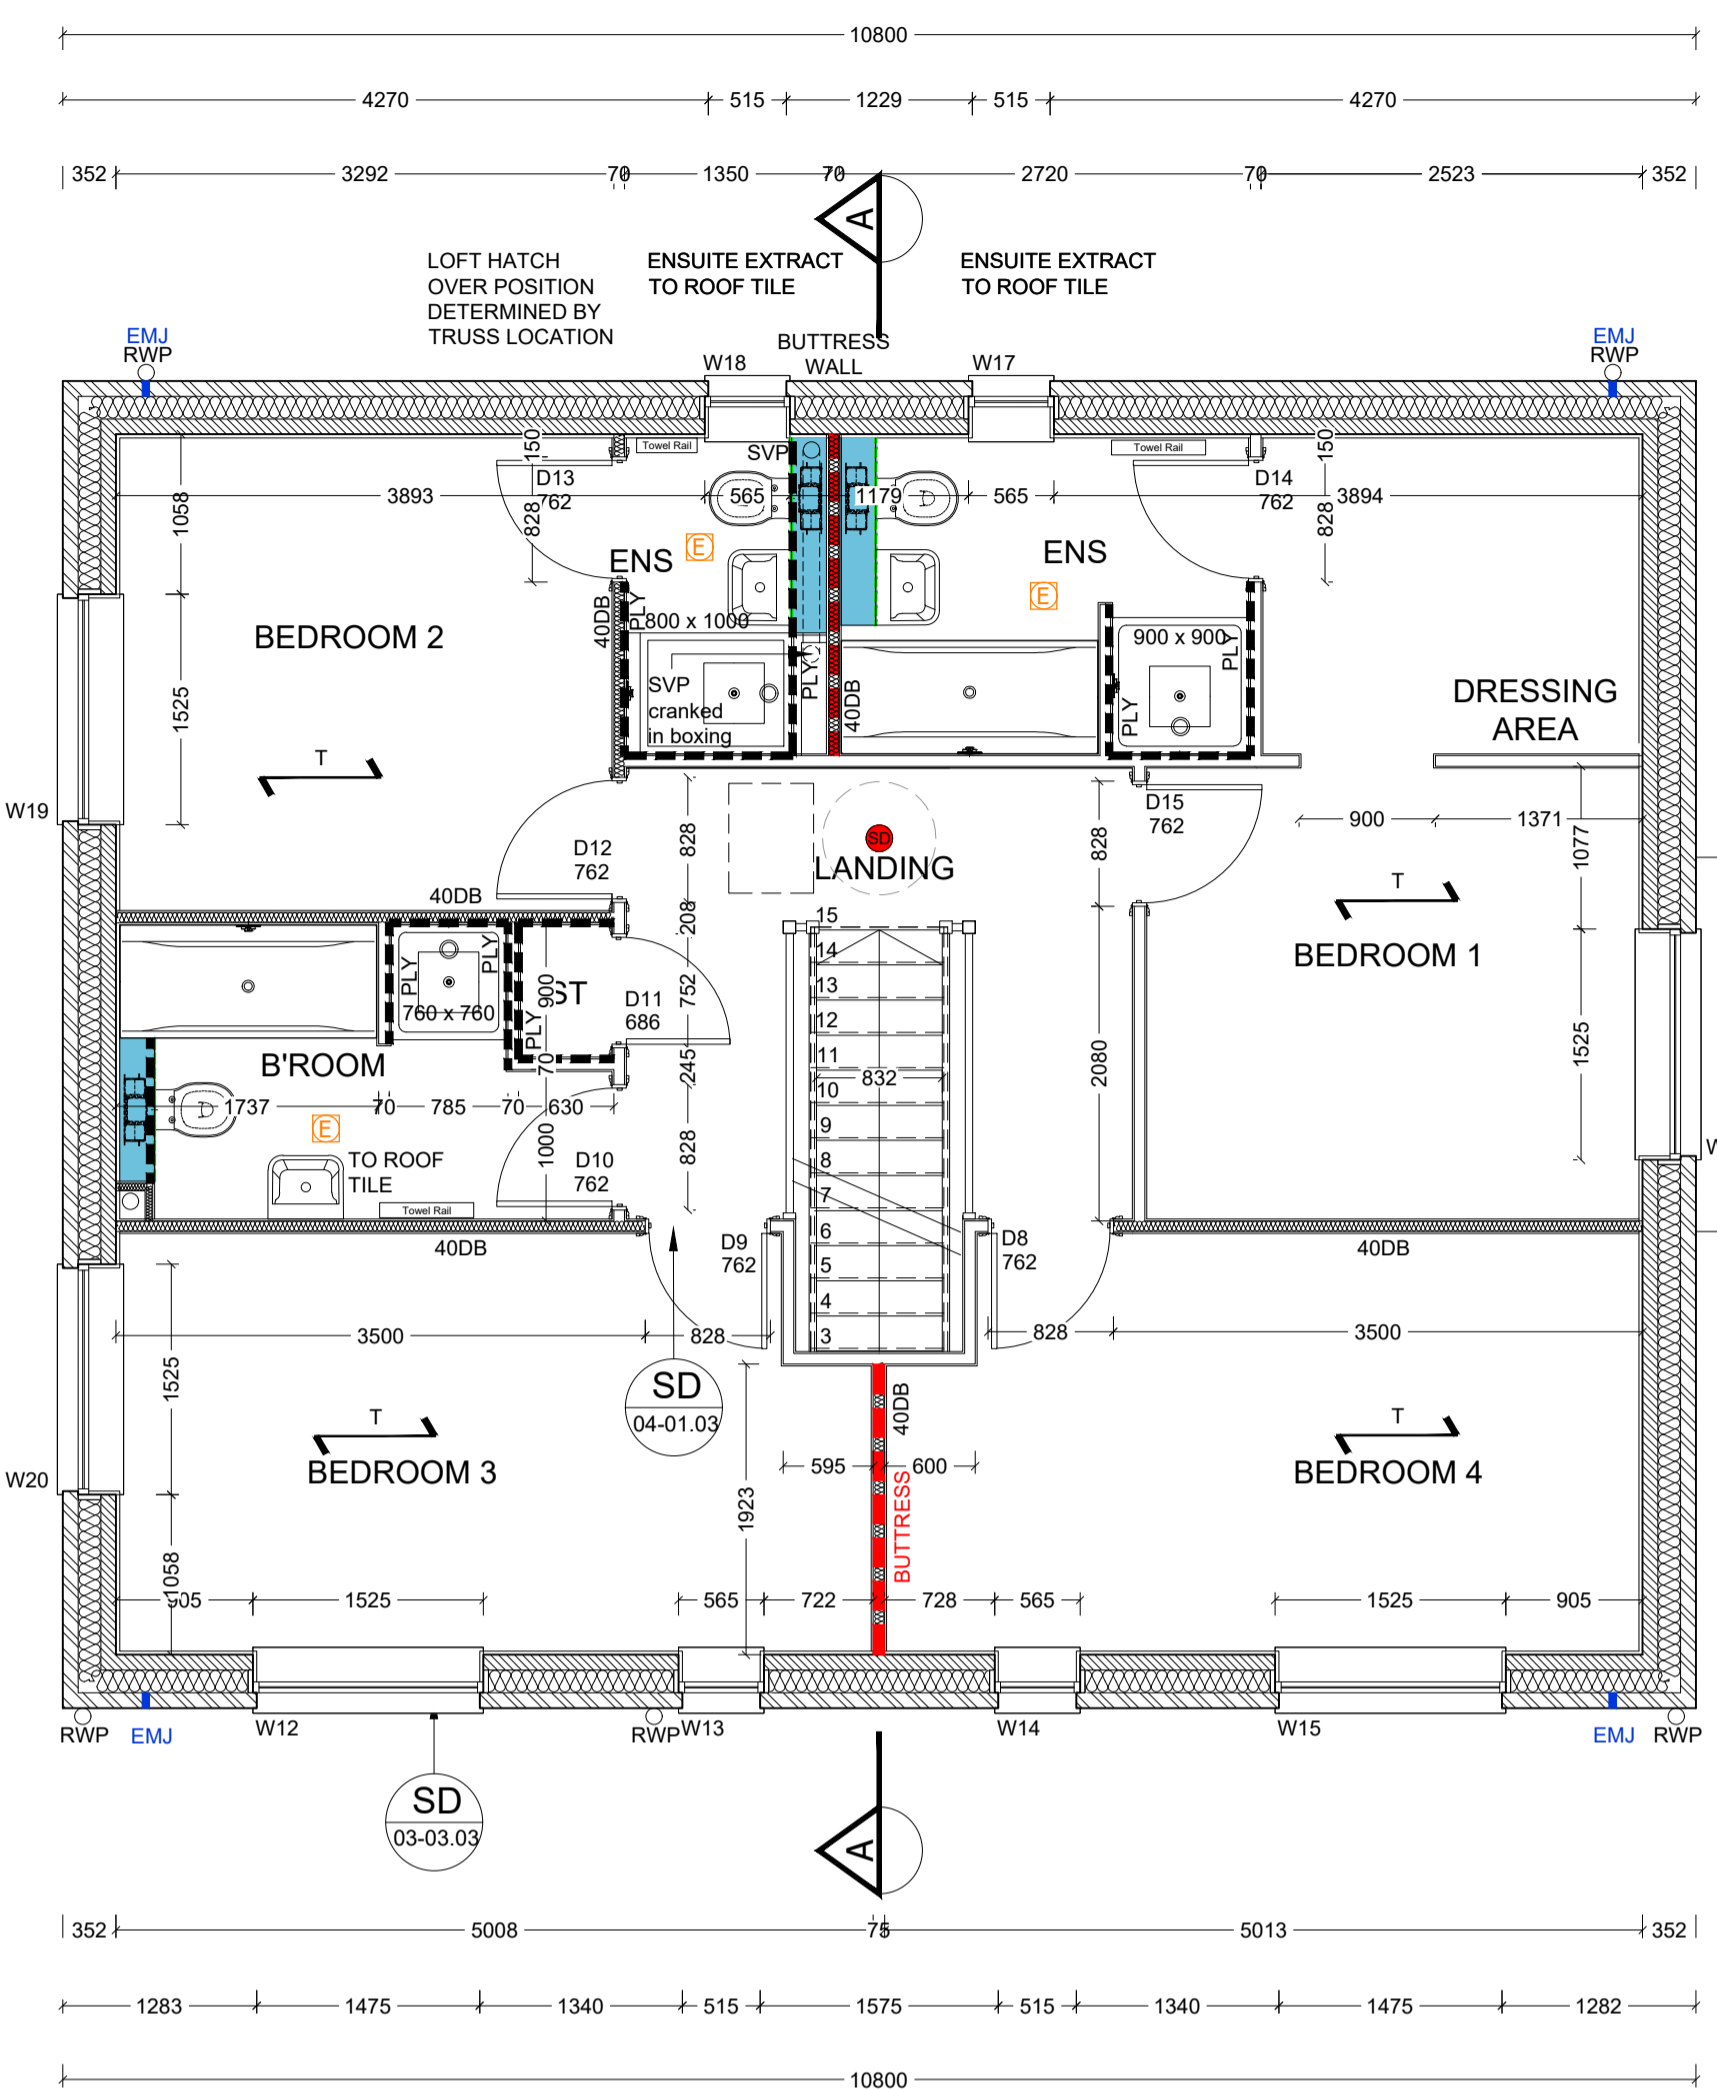 10800
4270 515 1229 515 4270
352 3292 70 1350 70 2720 70 2523 352
A
LOFT HATCH
OVER POSITION
DETERMINED BY
TRUSS LOCATION
ENSUITE EXTRACT
TO ROOF TILE
ENSUITE EXTRACT
TO ROOF TILE
EMJ
RWP
BUTTRESS
WALL
W18
W17
EMJ
RWP
Towel Rail
SVP
Towel Rail
150
150
D13
762
D14
762
3893 565 1179 565 3894
1058
828
828
E
ENS
ENS
E
40DB
PLY
800 x 1000
900 x 900
PLY
BEDROOM 2
SVP
cranked
in boxing
PLY
40DB
PLY
DRESSING
AREA
1525
T
W19
D15
762
900 1371
828
828
1077
SD
LANDING
D12
762
40DB
T
208
15
14
13
12
11
10
9
8
7
6
5
4
3
BEDROOM 1
PLY
PLY
760 x 760
900
ST
PLY
D11
686
752
W
B'ROOM
70
245
832
2080
1525
1737 70 785 70 630
E
1000
828
TO ROOF
TILE
D10
762
Towel Rail
40DB
D9
762
D8
762
40DB
3500 828
828 3500
1525
SD
04-01.03
40DB
T
T
BEDROOM 3
595 600
BEDROOM 4
W20
1923
BUTTRESS
1058
905 1525 565 722 728 565 1525 905
RWP
EMJ
W12
RWP
W13
W14
W15
EMJ
RWP
SD
03-03.03
A
352 5008 75 5013 352
1283 1475 1340 515 1575 515 1340 1475 1282
10800